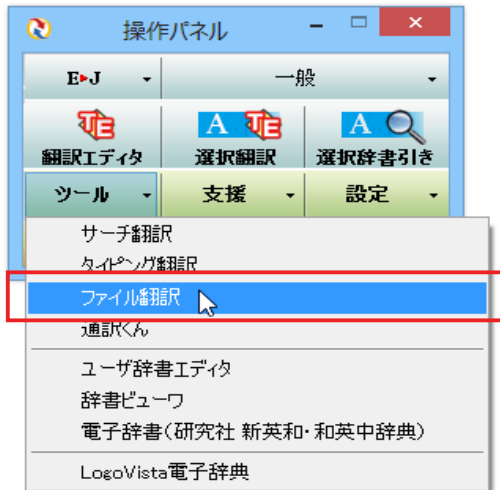 操作パネル
E▸J 一般
翻訳エディタ 選択翻訳 選択辞書引き
ツール 支援 設定
サーチ翻訳
タイピング翻訳
ファイル翻訳
通訳くん
ユーザ辞書エディタ
辞書ビューワ
電子辞書(研究社 新英和・和英中辞典)
LogoVista電子辞典